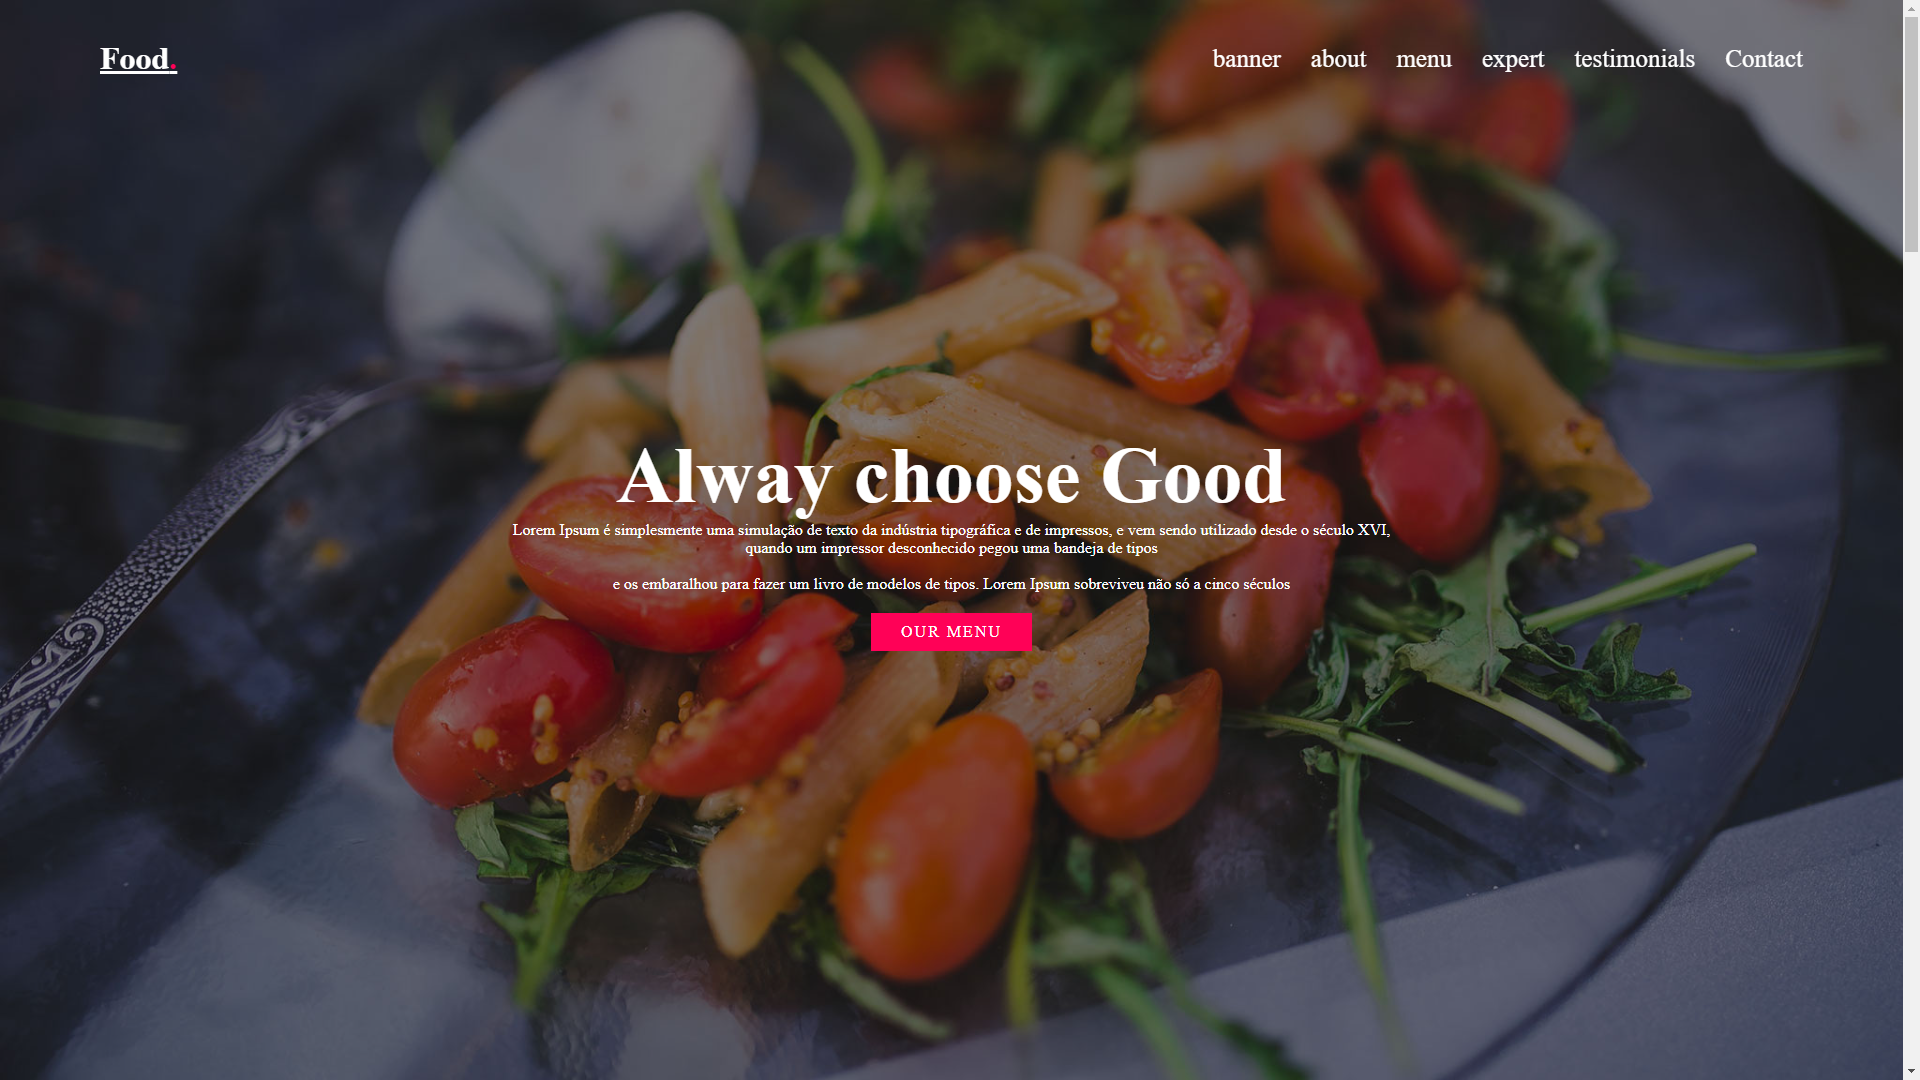 Food.
banner about menu expert testimonials Contact
Alway choose Good
Lorem Ipsum é simplesmente uma simulação de texto da indústria tipográfica e de impressos, e vem sendo utilizado desde o século XVI,
quando um impressor desconhecido pegou uma bandeja de tipos
e os embaralhou para fazer um livro de modelos de tipos. Lorem Ipsum sobreviveu não só a cinco séculos
OUR MENU